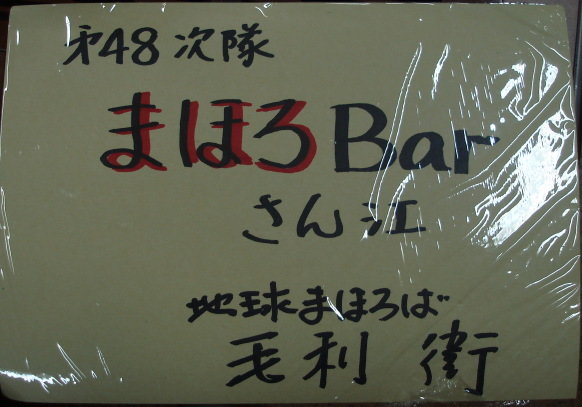 第48次隊
まほろBar
さん江
地球まほろば
毛利 衛